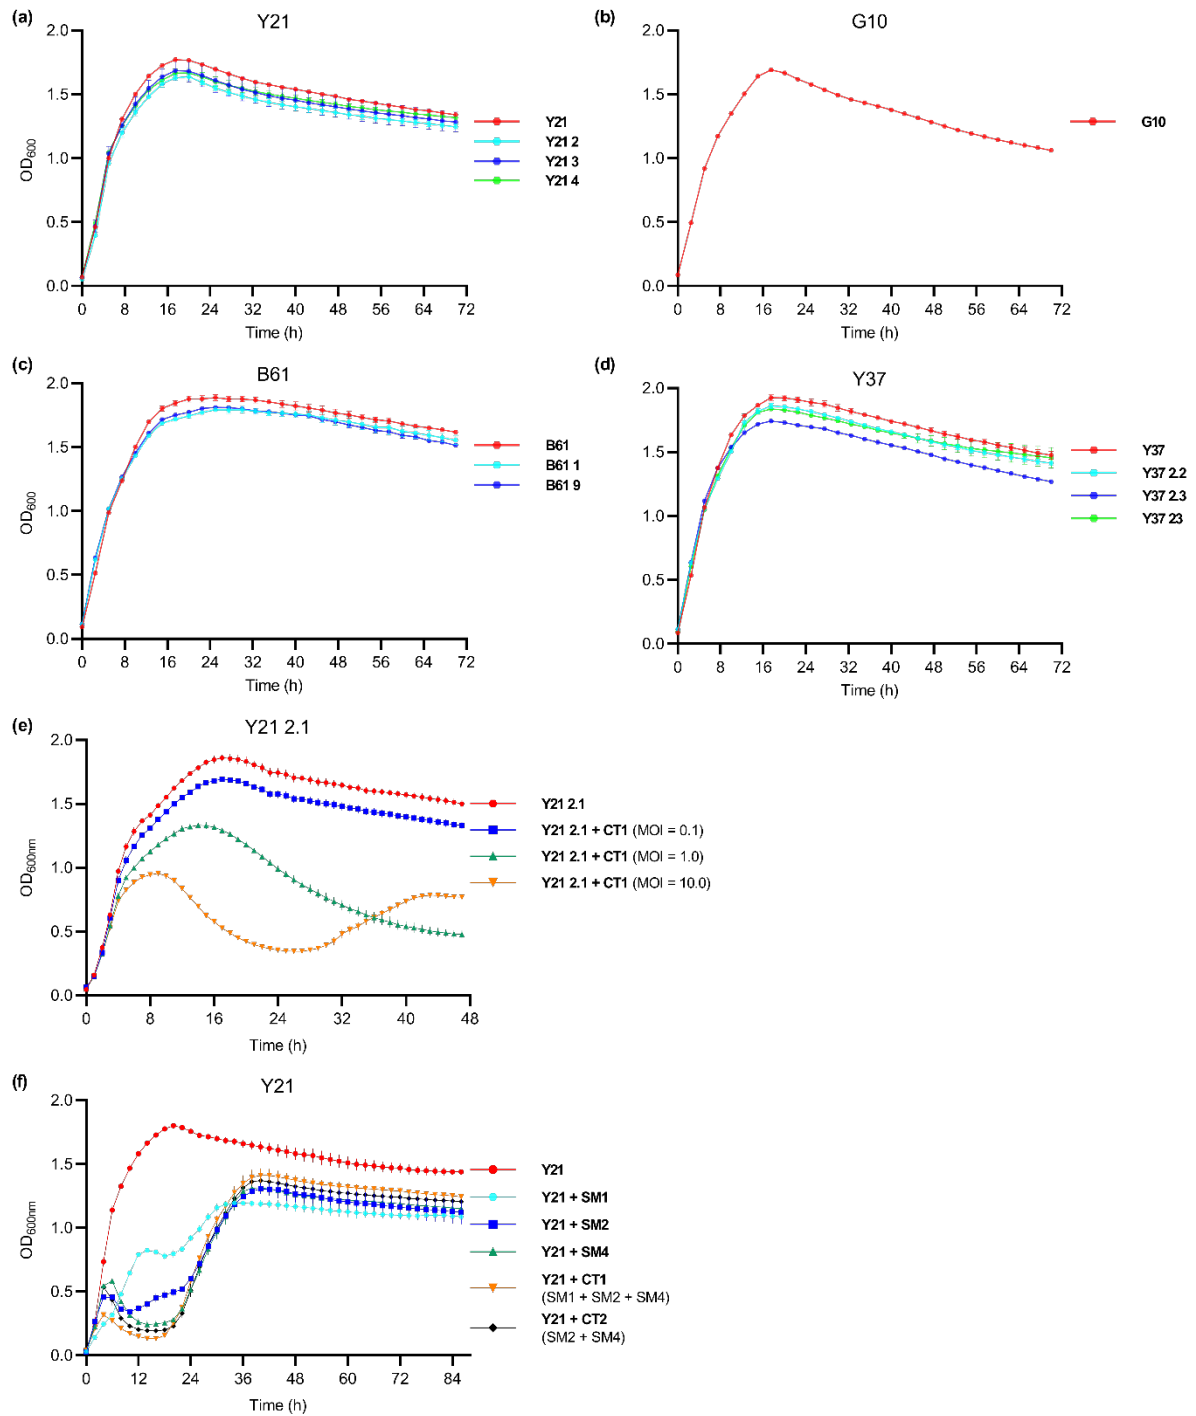 (a)
Y21
2.0
1.5
1.0
0.5
0.0
OD600
0 8 16 24 32 40 48 56 64 72
Time (h)
Y21
Y21 2
Y21 3
Y21 4
(b)
G10
2.0
1.5
1.0
0.5
0.0
0 8 16 24 32 40 48 56 64 72
Time (h)
G10
(c)
B61
2.0
1.5
1.0
0.5
0.0
OD600
0 8 16 24 32 40 48 56 64 72
Time (h)
B61
B61 1
B61 9
(d)
Y37
2.0
1.5
1.0
0.5
0.0
0 8 16 24 32 40 48 56 64 72
Time (h)
Y37
Y37 2.2
Y37 2.3
Y37 23
(e)
Y21 2.1
2.0
1.5
1.0
0.5
0.0
OD600nm
0 8 16 24 32 40 48
Time (h)
Y21 2.1
Y21 2.1 + CT1 (MOI = 0.1)
Y21 2.1 + CT1 (MOI = 1.0)
Y21 2.1 + CT1 (MOI = 10.0)
(f)
Y21
2.0
1.5
1.0
0.5
0.0
OD600nm
0 12 24 36 48 60 72 84
Time (h)
Y21
Y21 + SM1
Y21 + SM2
Y21 + SM4
Y21 + CT1
(SM1 + SM2 + SM4)
Y21 + CT2
(SM2 + SM4)